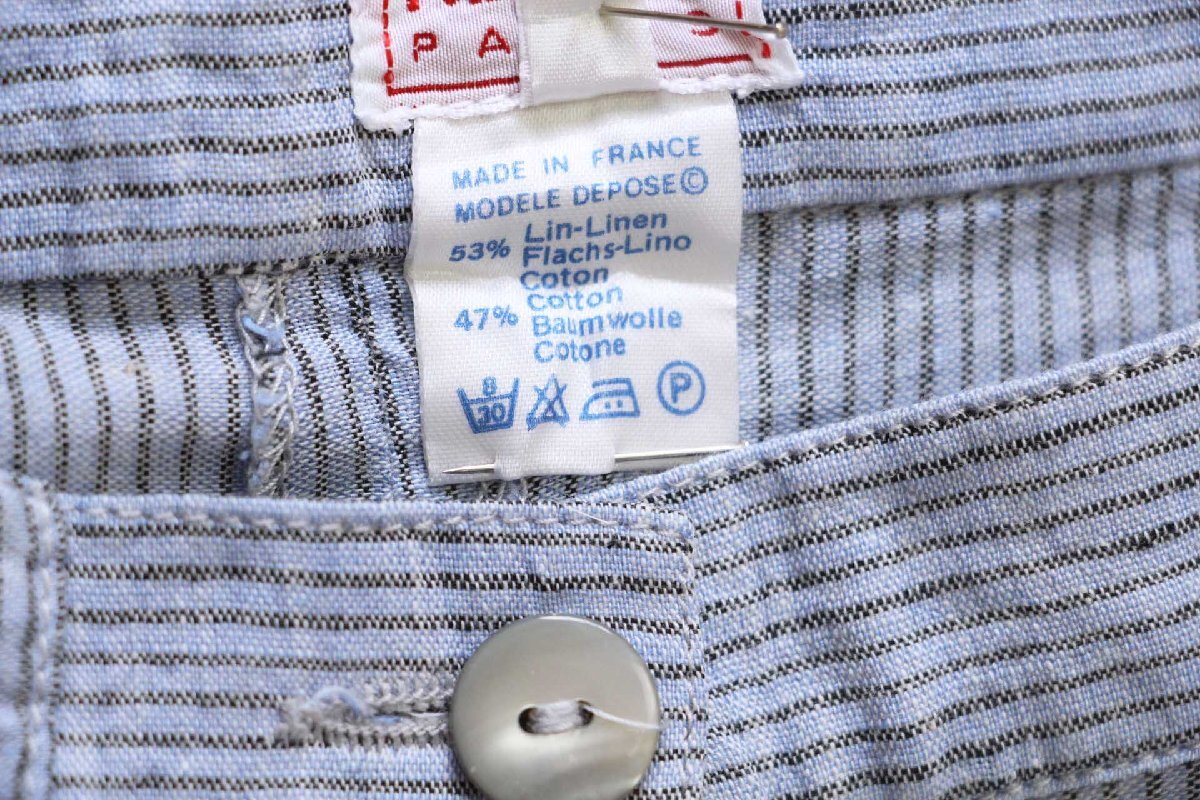 PA
MADE IN FRANCE
MODELE DEPOSE ©
53% Lin-Linen
Flachs-Lino
Coton
Cotton
47% Baumwolle
Cotone
8
30
P